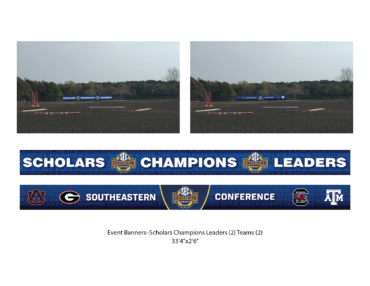 SCHOLARS CHAMPIONS LEADERS
SOUTHEASTERN CONFERENCE
Event Banners–Scholars Champions Leaders (2) Teams (2)
33'4"x2'6"